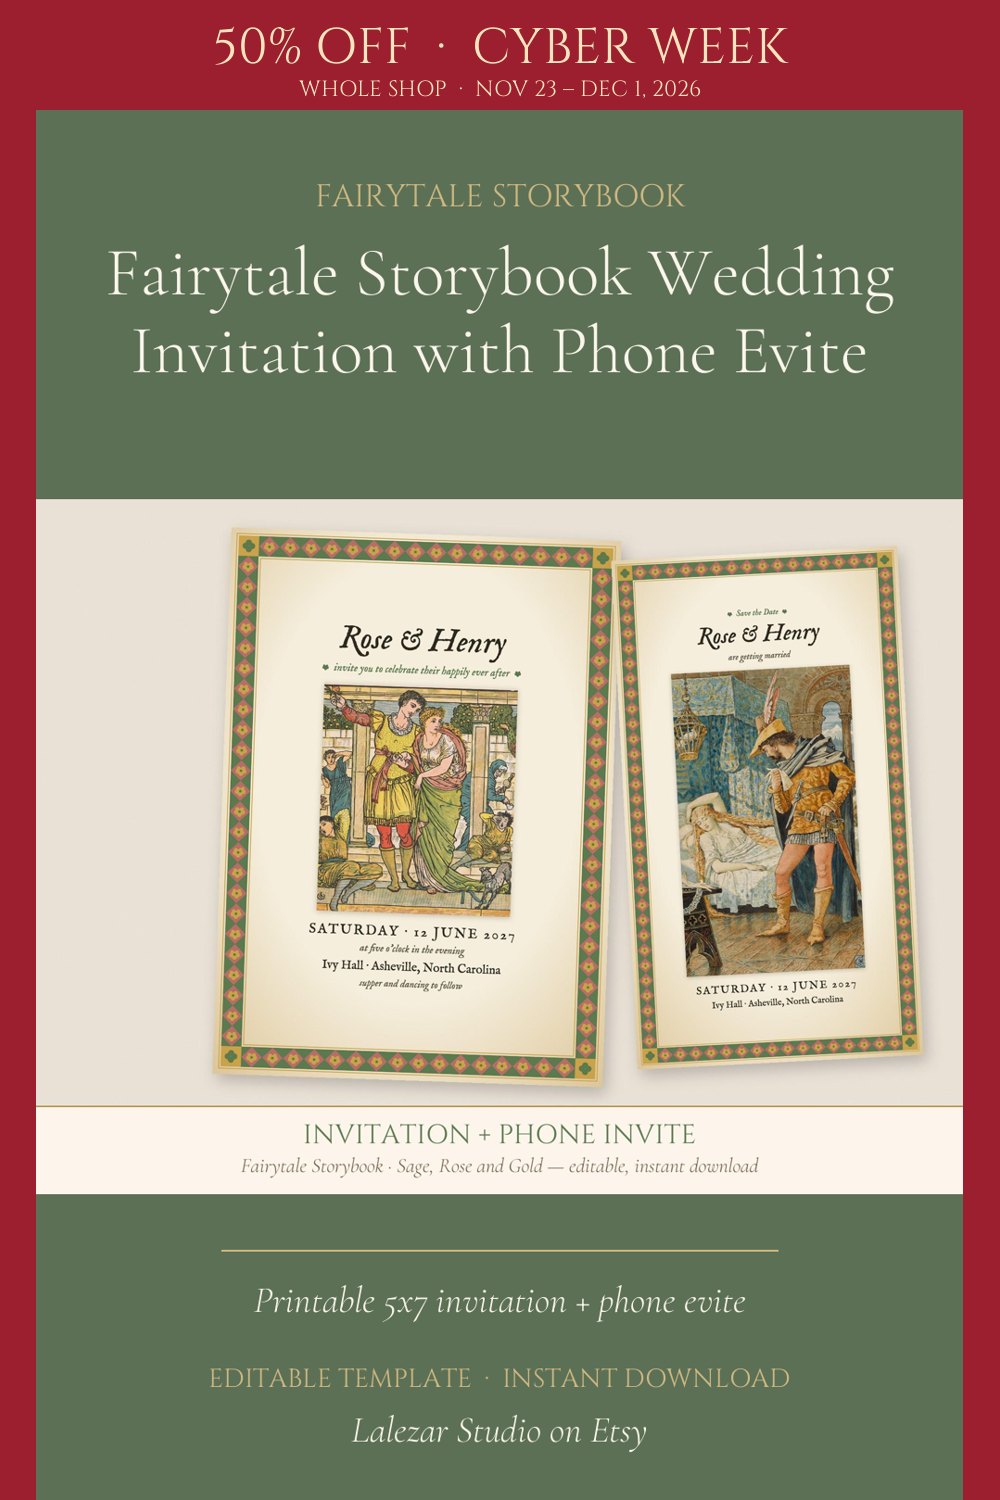 50% OFF · CYBER WEEK
WHOLE SHOP · NOV 23 – DEC 1, 2026
FAIRYTALE STORYBOOK
Fairytale Storybook Wedding
Invitation with Phone Evite
Rose & Henry
invite you to celebrate their happily ever after
SATURDAY · 12 JUNE 2027
at five o'clock in the evening
Ivy Hall · Asheville, North Carolina
supper and dancing to follow
Save the Date
Rose & Henry
are getting married
SATURDAY · 12 JUNE 2027
Ivy Hall · Asheville, North Carolina
INVITATION + PHONE INVITE
Fairytale Storybook · Sage, Rose and Gold — editable, instant download
Printable 5x7 invitation + phone evite
EDITABLE TEMPLATE · INSTANT DOWNLOAD
Lalezar Studio on Etsy